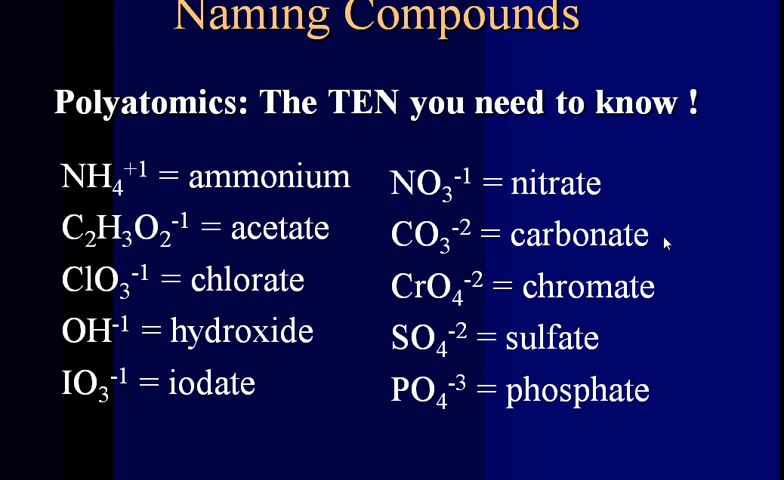 Naming Compounds
Polyatomics: The TEN you need to know !
NH₄⁺¹ = ammonium
C₂H₃O₂⁻¹ = acetate
ClO₃⁻¹ = chlorate
OH⁻¹ = hydroxide
IO₃⁻¹ = iodate
NO₃⁻¹ = nitrate
CO₃⁻² = carbonate
CrO₄⁻² = chromate
SO₄⁻² = sulfate
PO₄⁻³ = phosphate